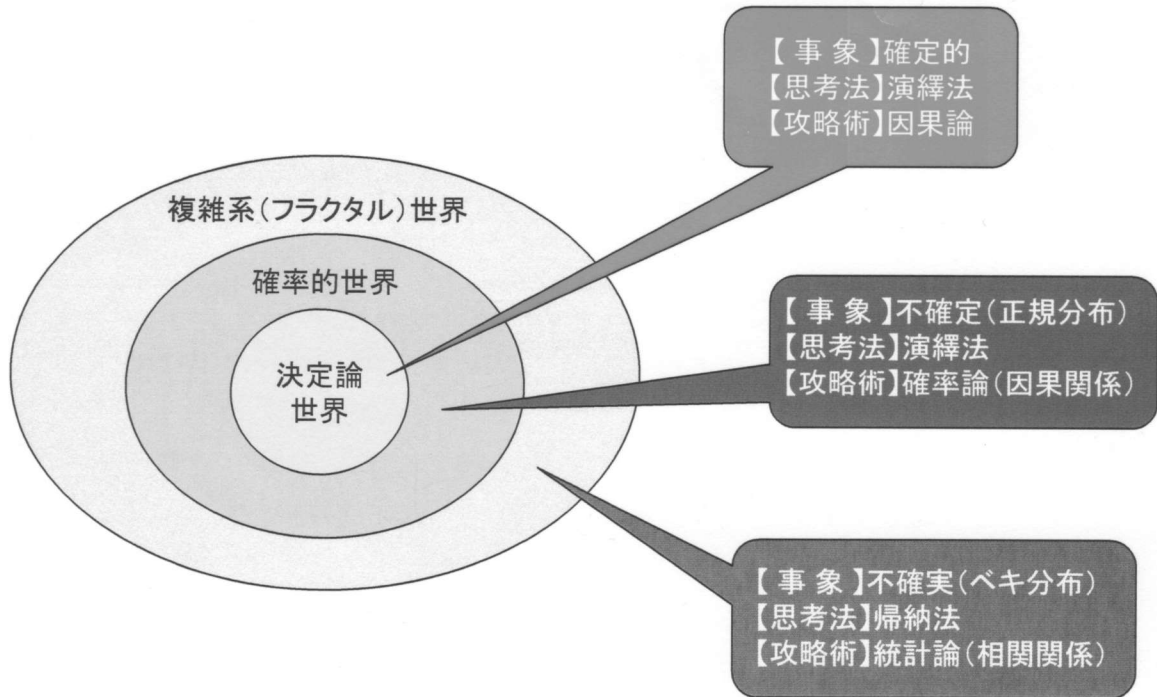 【 事 象 】確定的
【思考法】演繹法
【攻略術】因果論
複雑系(フラクタル)世界
確率的世界
決定論
世界
【 事 象 】不確定(正規分布)
【思考法】演繹法
【攻略術】確率論(因果関係)
【 事 象 】不確実(ベキ分布)
【思考法】帰納法
【攻略術】統計論(相関関係)